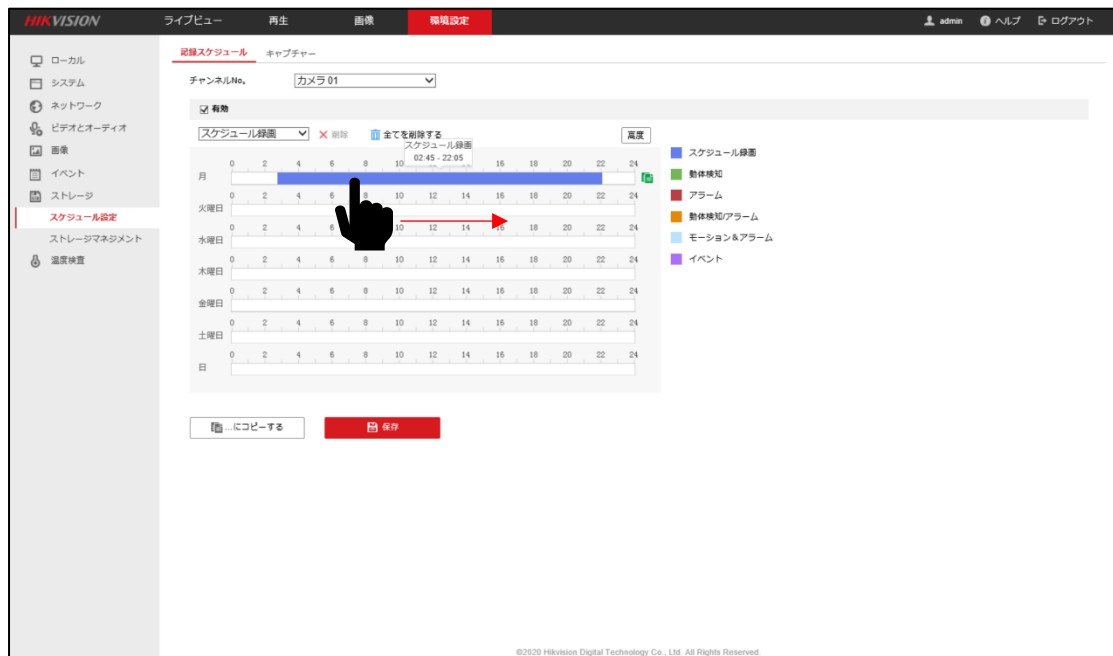 HIKVISION ライブビュー 再生 画像 環境設定 admin ヘルプ ログアウト
ローカル
システム
ネットワーク
ビデオとオーディオ
画像
イベント
ストレージ
スケジュール設定
ストレージマネジメント
温度検査
記録スケジュール キャプチャー
チャンネルNo。 カメラ 01
有効
スケジュール録画 削除 全てを削除する 高度
スケジュール録画
02:45 - 22:05
0 2 4 6 8 10 16 18 20 22 24
月
0 2 4 6 8 10 12 14 16 18 20 22 24
火曜日
0 2 4 6 10 12 14 16 18 20 22 24
水曜日
0 2 4 6 8 10 12 14 16 18 20 22 24
木曜日
0 2 4 6 8 10 12 14 16 18 20 22 24
金曜日
0 2 4 6 8 10 12 14 16 18 20 22 24
土曜日
0 2 4 6 8 10 12 14 16 18 20 22 24
日
スケジュール録画
動体検知
アラーム
動体検知/アラーム
モーション&アラーム
イベント
...にコピーする 保存
©2020 Hikvision Digital Technology Co., Ltd. All Rights Reserved.